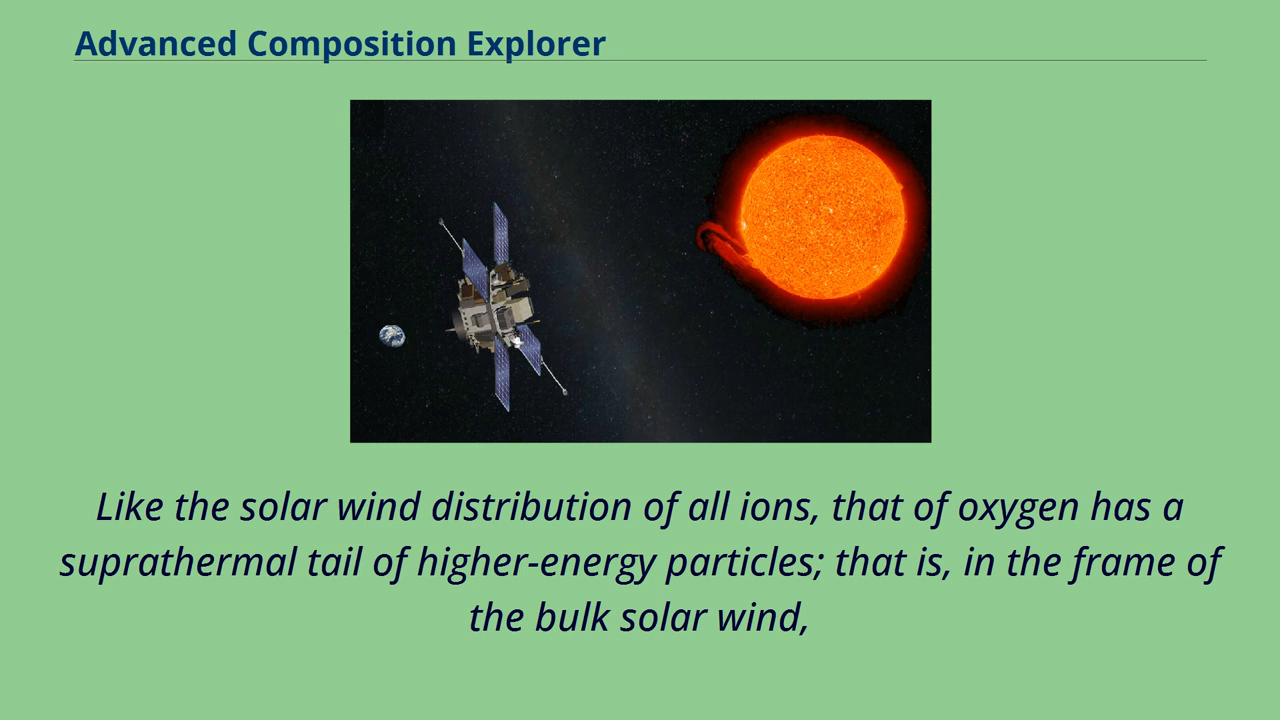 Advanced Composition Explorer
Like the solar wind distribution of all ions, that of oxygen has a
suprathermal tail of higher-energy particles; that is, in the frame of
the bulk solar wind,